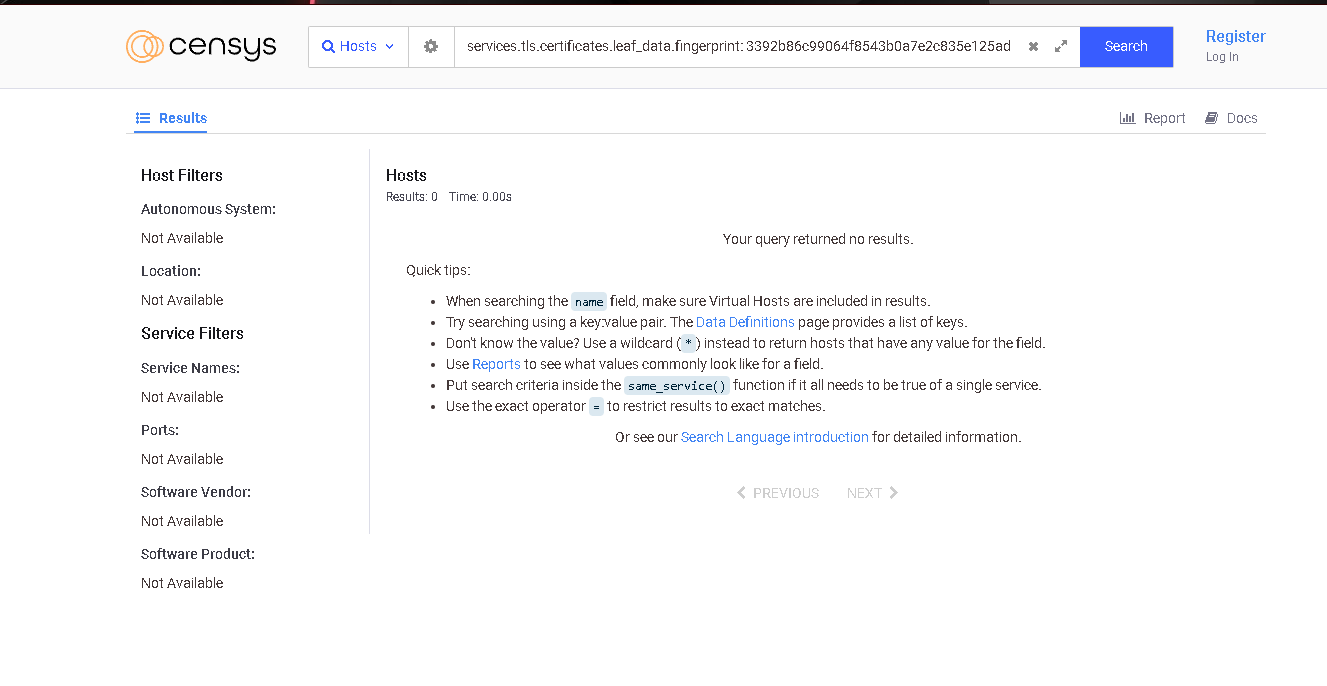 censys
Hosts
services.tls.certificates.leaf_data.fingerprint: 3392b86c99064f8543b0a7e2c835e125ad
Search
Register
Log In
Results
Report
Docs
Host Filters
Autonomous System:
Not Available
Location:
Not Available
Service Filters
Service Names:
Not Available
Ports:
Not Available
Software Vendor:
Not Available
Software Product:
Not Available
Hosts
Results: 0 Time: 0.00s
Your query returned no results.
Quick tips:
• When searching the name field, make sure Virtual Hosts are included in results.
• Try searching using a key:value pair. The Data Definitions page provides a list of keys.
• Don't know the value? Use a wildcard (*) instead to return hosts that have any value for the field.
• Use Reports to see what values commonly look like for a field.
• Put search criteria inside the same_service() function if it all needs to be true of a single service.
• Use the exact operator = to restrict results to exact matches.
Or see our Search Language introduction for detailed information.
PREVIOUS NEXT